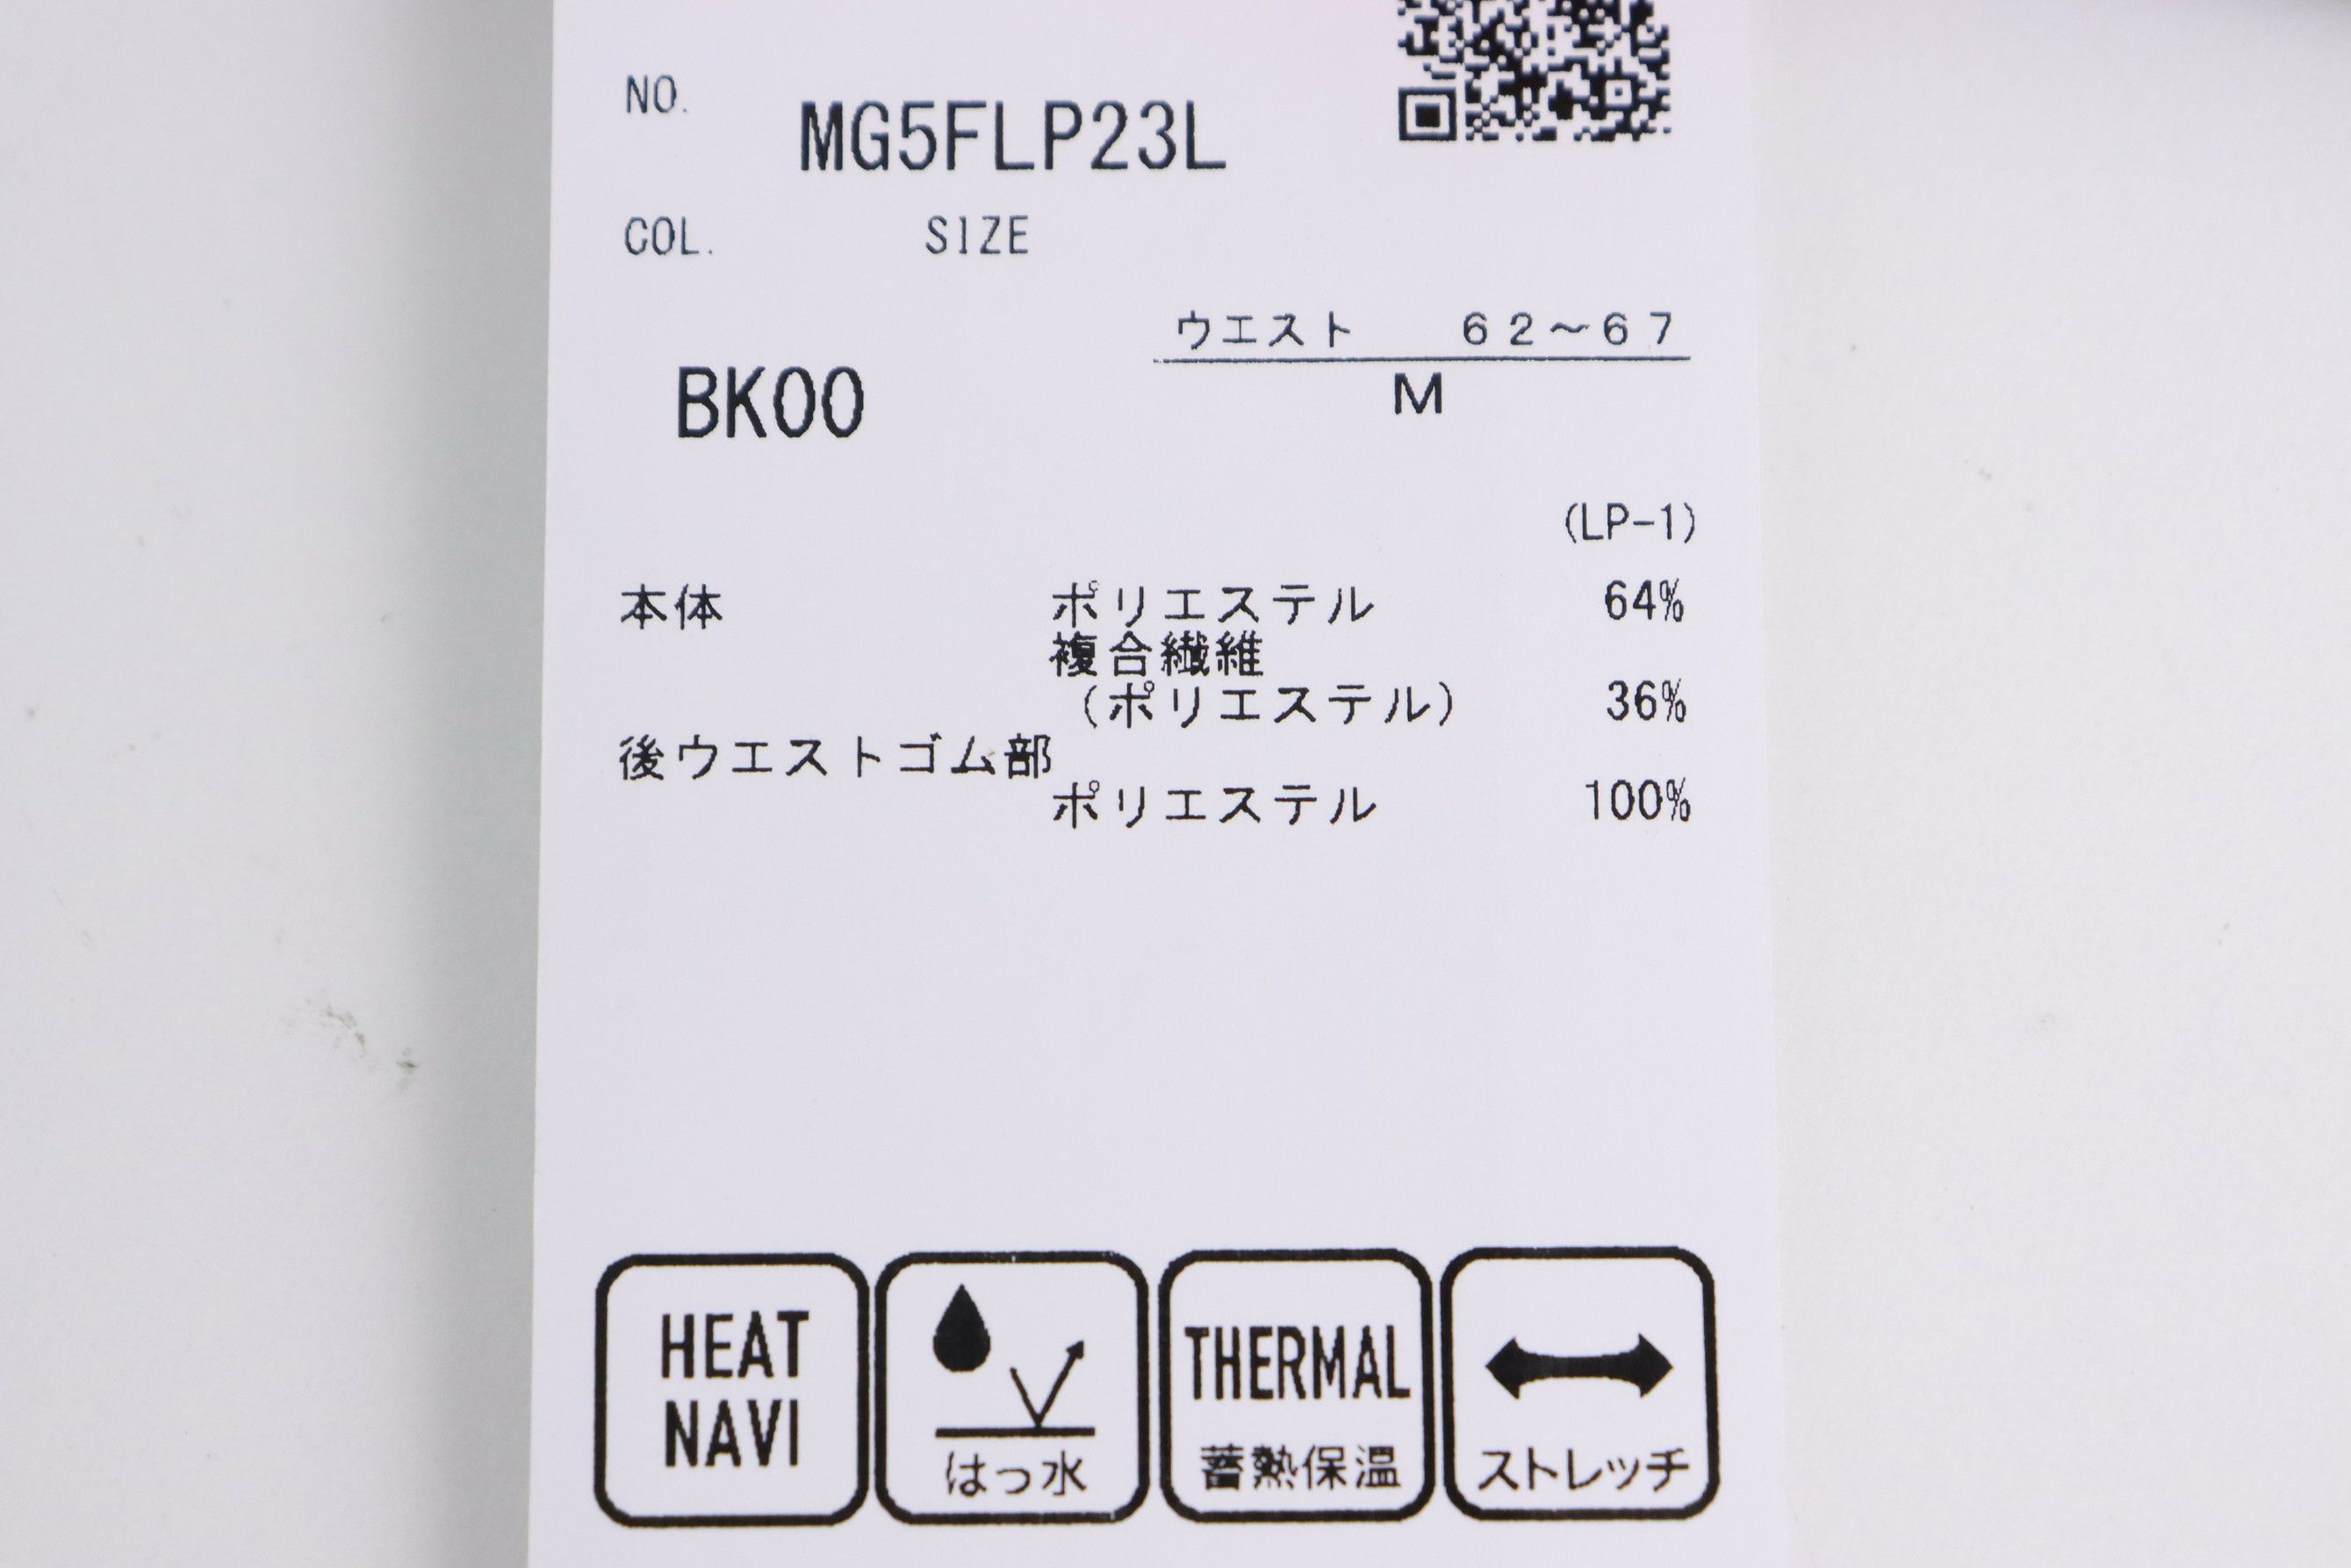 NO.
MG5FLP23L
COL. SIZE
ウエスト 62～67
BK00 M
(LP-1)
本体 ポリエステル 64%
複合繊維
(ポリエステル) 36%
後ウエストゴム部
ポリエステル 100%
HEAT
NAVI
はっ水
THERMAL
蓄熱保温
ストレッチ